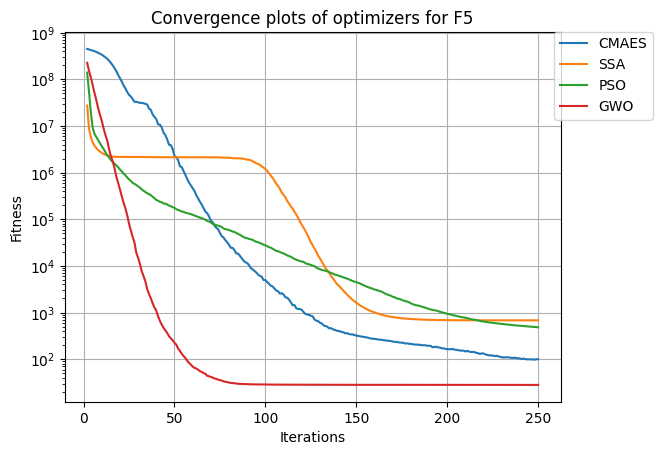 Convergence plots of optimizers for F5
10⁹
10⁸
10⁷
10⁶
10⁵
10⁴
10³
10²
Fitness
0 50 100 150 200 250
Iterations
CMAES
SSA
PSO
GWO